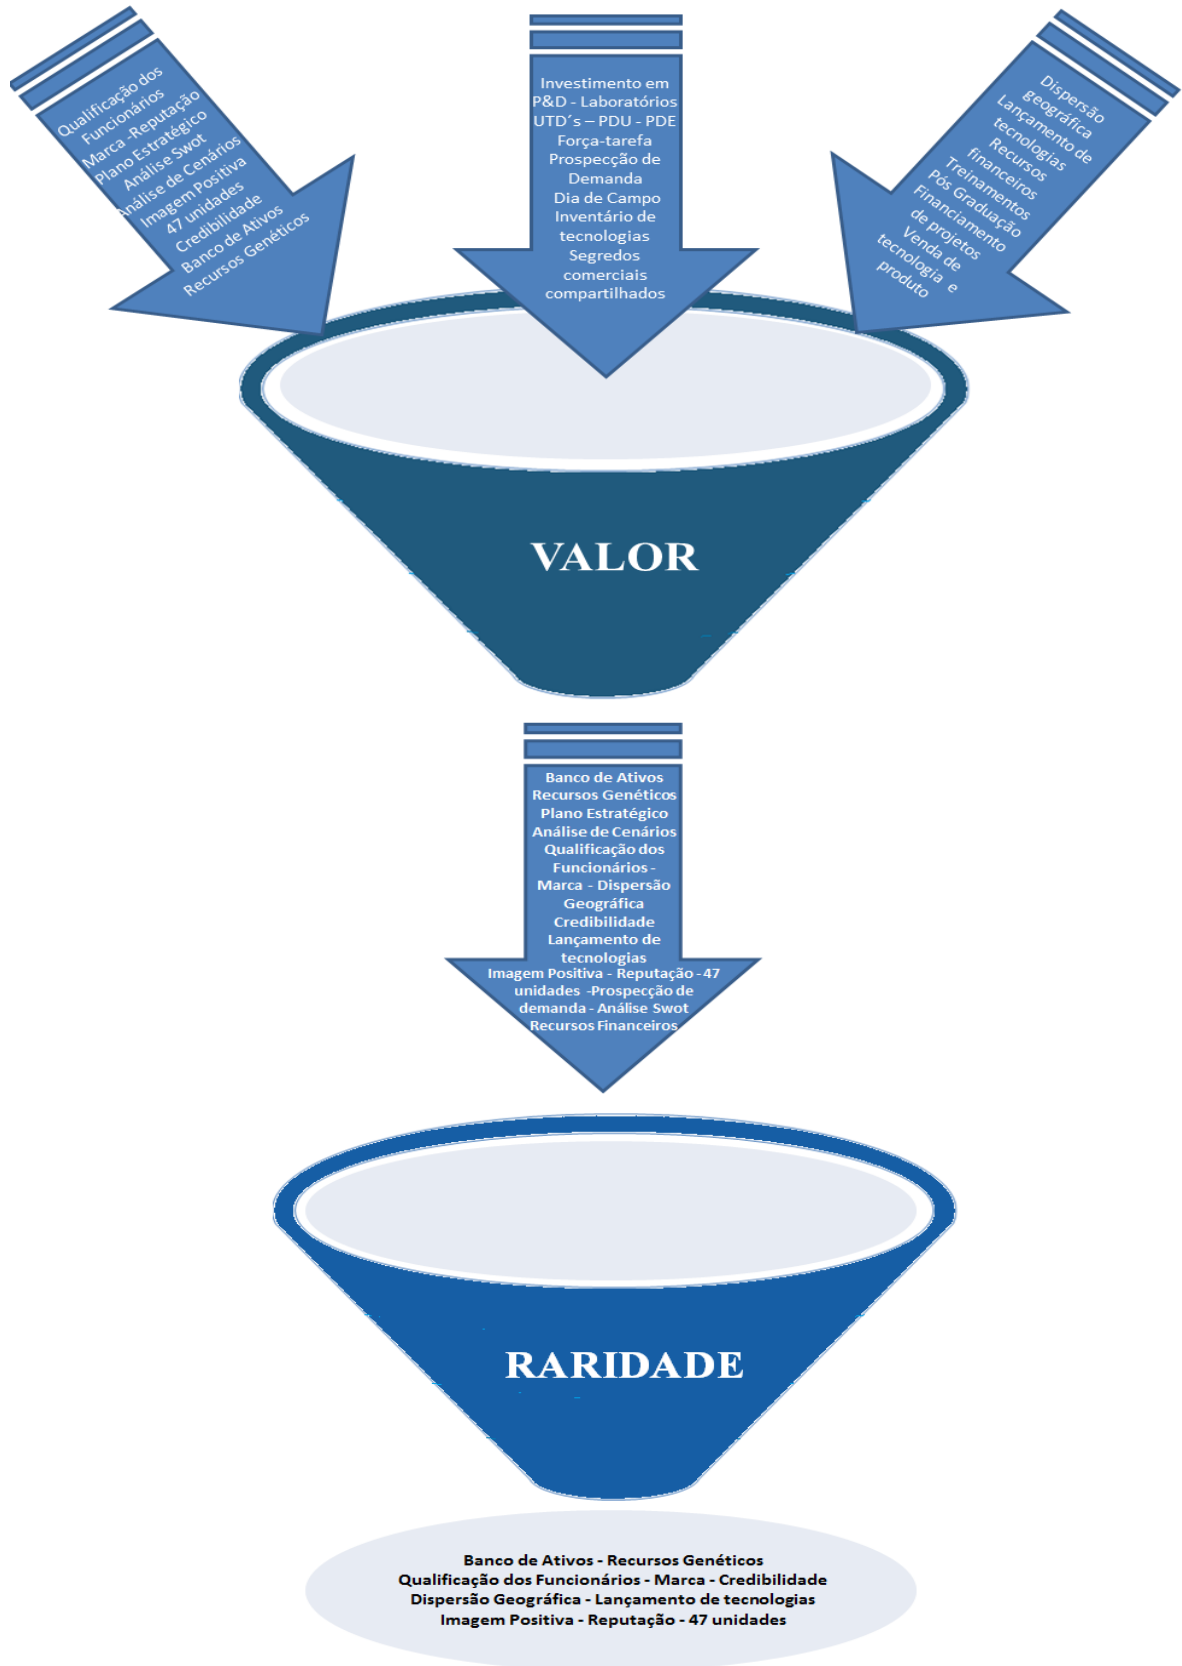 Qualificação dos
Funcionários
Marca -Reputação
Plano Estratégico
Análise Swot
Análise de Cenários
Imagem Positiva
47 unidades
Credibilidade
Banco de Ativos
Recursos Genéticos
Investimento em
P&D - Laboratórios
UTD´s – PDU - PDE
Força-tarefa
Prospecção de
Demanda
Dia de Campo
Inventário de
tecnologias
Segredos
comerciais
compartilhados
Dispersão
geográfica
Lançamento de
tecnologias
Recursos
financeiros
Treinamentos
Pós Graduação
Financiamento
de projetos
Venda de
tecnologia e
produto
VALOR
Banco de Ativos
Recursos Genéticos
Plano Estratégico
Análise de Cenários
Qualificação dos
Funcionários -
Marca - Dispersão
Geográfica
Credibilidade
Lançamento de
tecnologias
Imagem Positiva - Reputação - 47
unidades -Prospecção de
demanda - Análise Swot
Recursos Financeiros
RARIDADE
Banco de Ativos - Recursos Genéticos
Qualificação dos Funcionários - Marca - Credibilidade
Dispersão Geográfica - Lançamento de tecnologias
Imagem Positiva - Reputação - 47 unidades